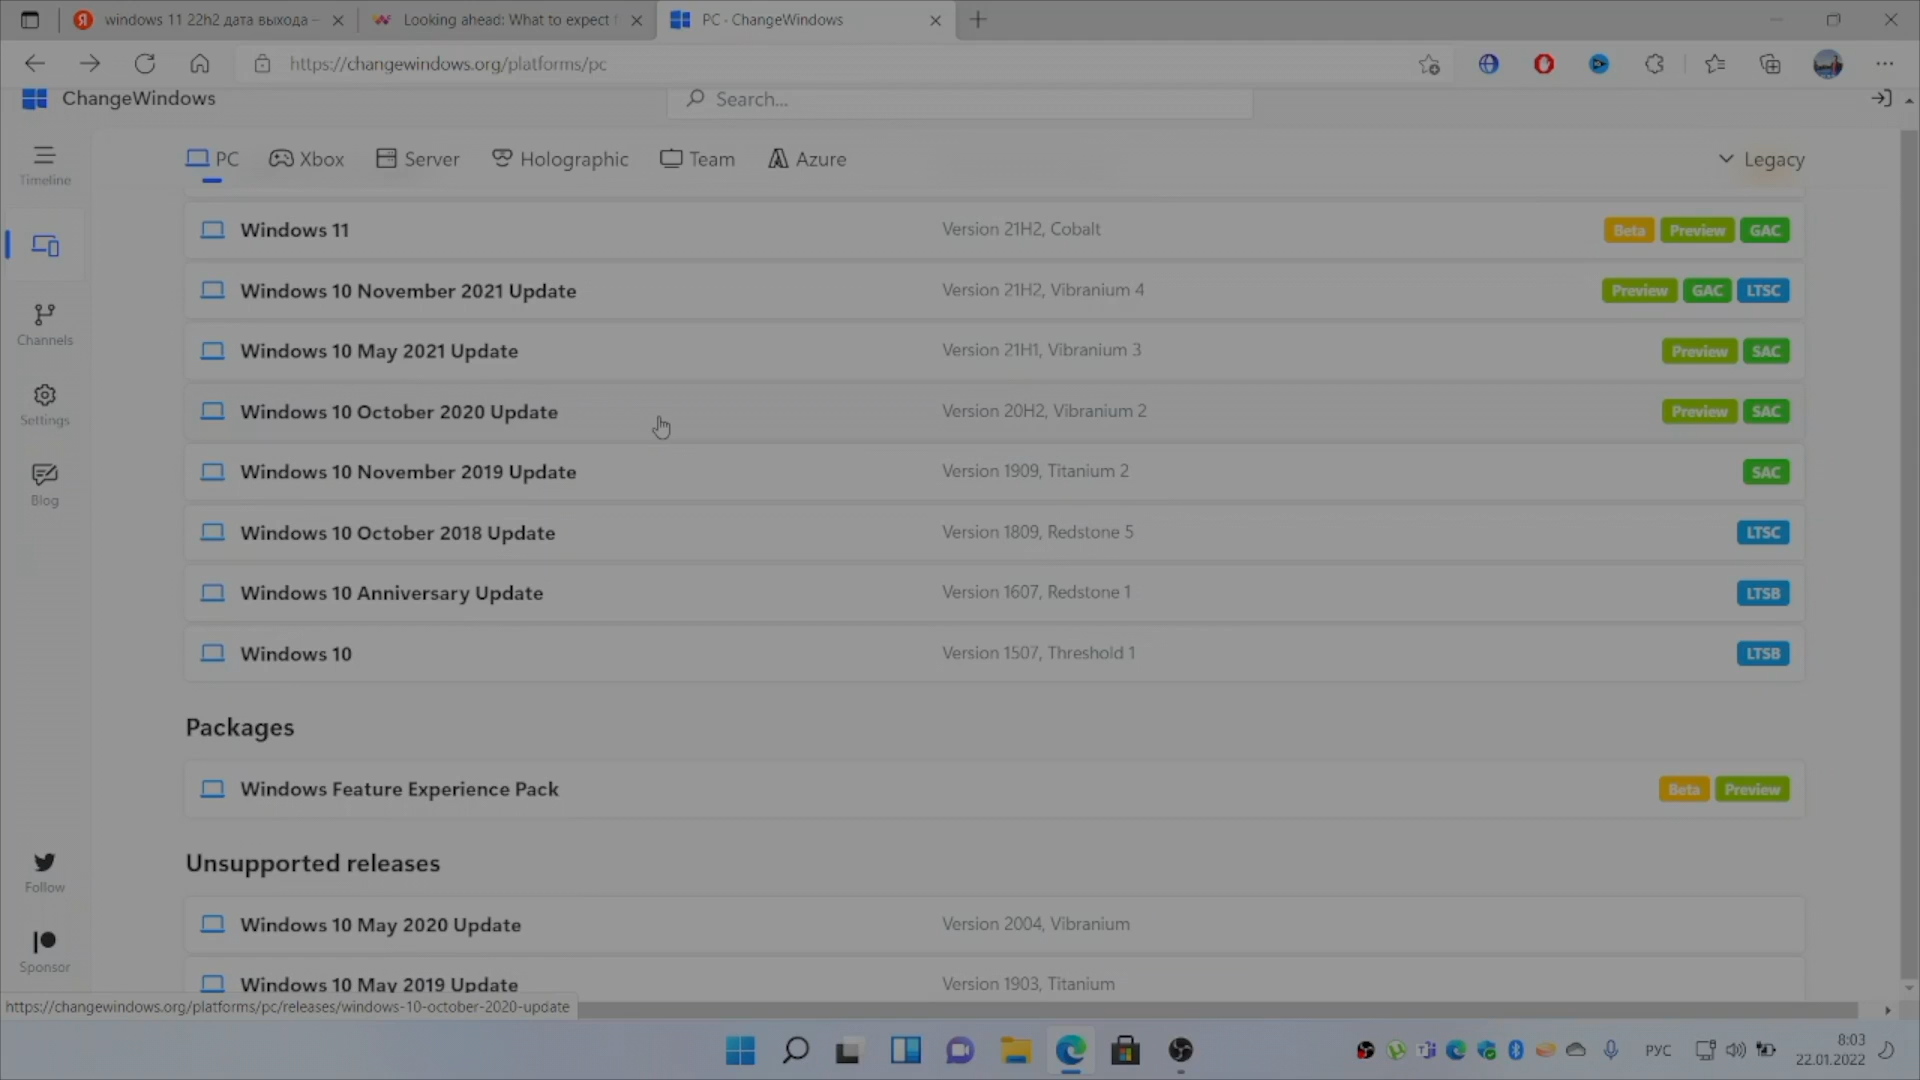 windows 11 22h2 дата выхода –
Looking ahead: What to expect f
PC · ChangeWindows
https://changewindows.org/platforms/pc
ChangeWindows
Search...
PC
Xbox
Server
Holographic
Team
Azure
Legacy
Timeline
Channels
Settings
Blog
Follow
Sponsor
Windows 11 Version 21H2, Cobalt Beta Preview GAC
Windows 10 November 2021 Update Version 21H2, Vibranium 4 Preview GAC LTSC
Windows 10 May 2021 Update Version 21H1, Vibranium 3 Preview SAC
Windows 10 October 2020 Update Version 20H2, Vibranium 2 Preview SAC
Windows 10 November 2019 Update Version 1909, Titanium 2 SAC
Windows 10 October 2018 Update Version 1809, Redstone 5 LTSC
Windows 10 Anniversary Update Version 1607, Redstone 1 LTSB
Windows 10 Version 1507, Threshold 1 LTSB
Packages
Windows Feature Experience Pack Beta Preview
Unsupported releases
Windows 10 May 2020 Update Version 2004, Vibranium
Windows 10 May 2019 Update Version 1903, Titanium
https://changewindows.org/platforms/pc/releases/windows-10-october-2020-update
РУС
8:03
22.01.2022